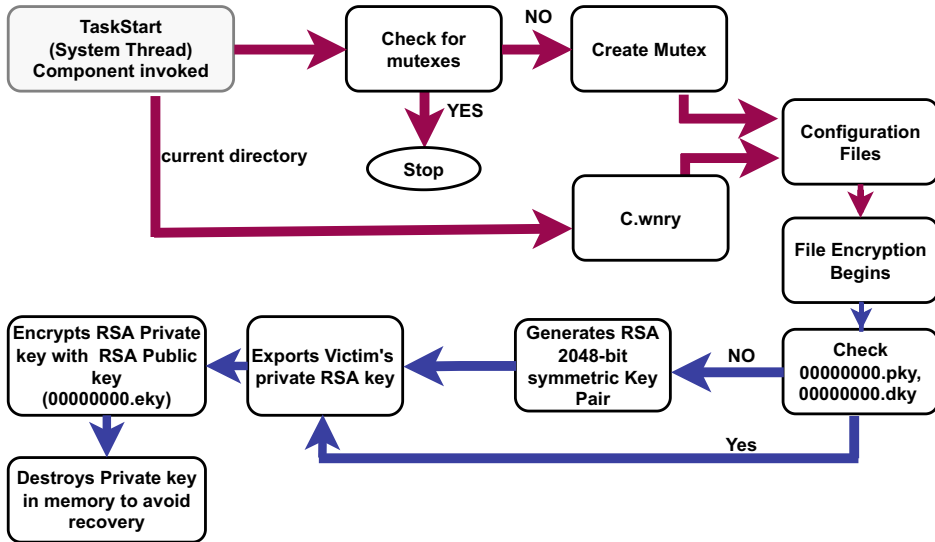 TaskStart
(System Thread)
Component invoked
Check for
mutexes
NO
Create Mutex
YES
Stop
current directory
C.wnry
Configuration
Files
File Encryption
Begins
Check
00000000.pky,
00000000.dky
NO
Yes
Generates RSA
2048-bit
symmetric Key
Pair
Exports Victim's
private RSA key
Encrypts RSA Private
key with RSA Public
key
(00000000.eky)
Destroys Private key
in memory to avoid
recovery